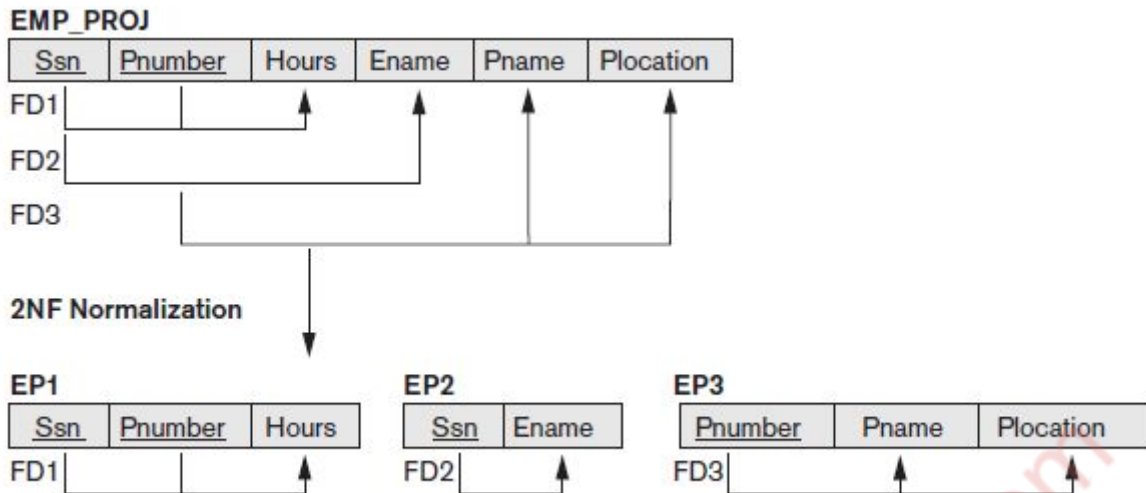 EMP_PROJ
Ssn Pnumber Hours Ename Pname Plocation
FD1
FD2
FD3
2NF Normalization
EP1 EP2 EP3
Ssn Pnumber Hours Ssn Ename Pnumber Pname Plocation
FD1 FD2 FD3
om